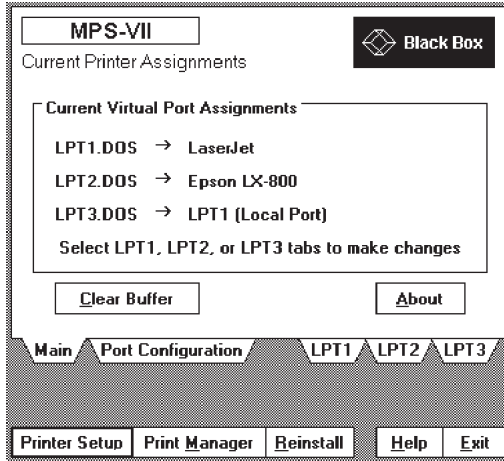 MPS-VII
Black Box
Current Printer Assignments
Current Virtual Port Assignments
LPT1.DOS → LaserJet
LPT2.DOS → Epson LX-800
LPT3.DOS → LPT1 (Local Port)
Select LPT1, LPT2, or LPT3 tabs to make changes
Clear Buffer About
Main Port Configuration LPT1 LPT2 LPT3
Printer Setup Print Manager Reinstall Help Exit